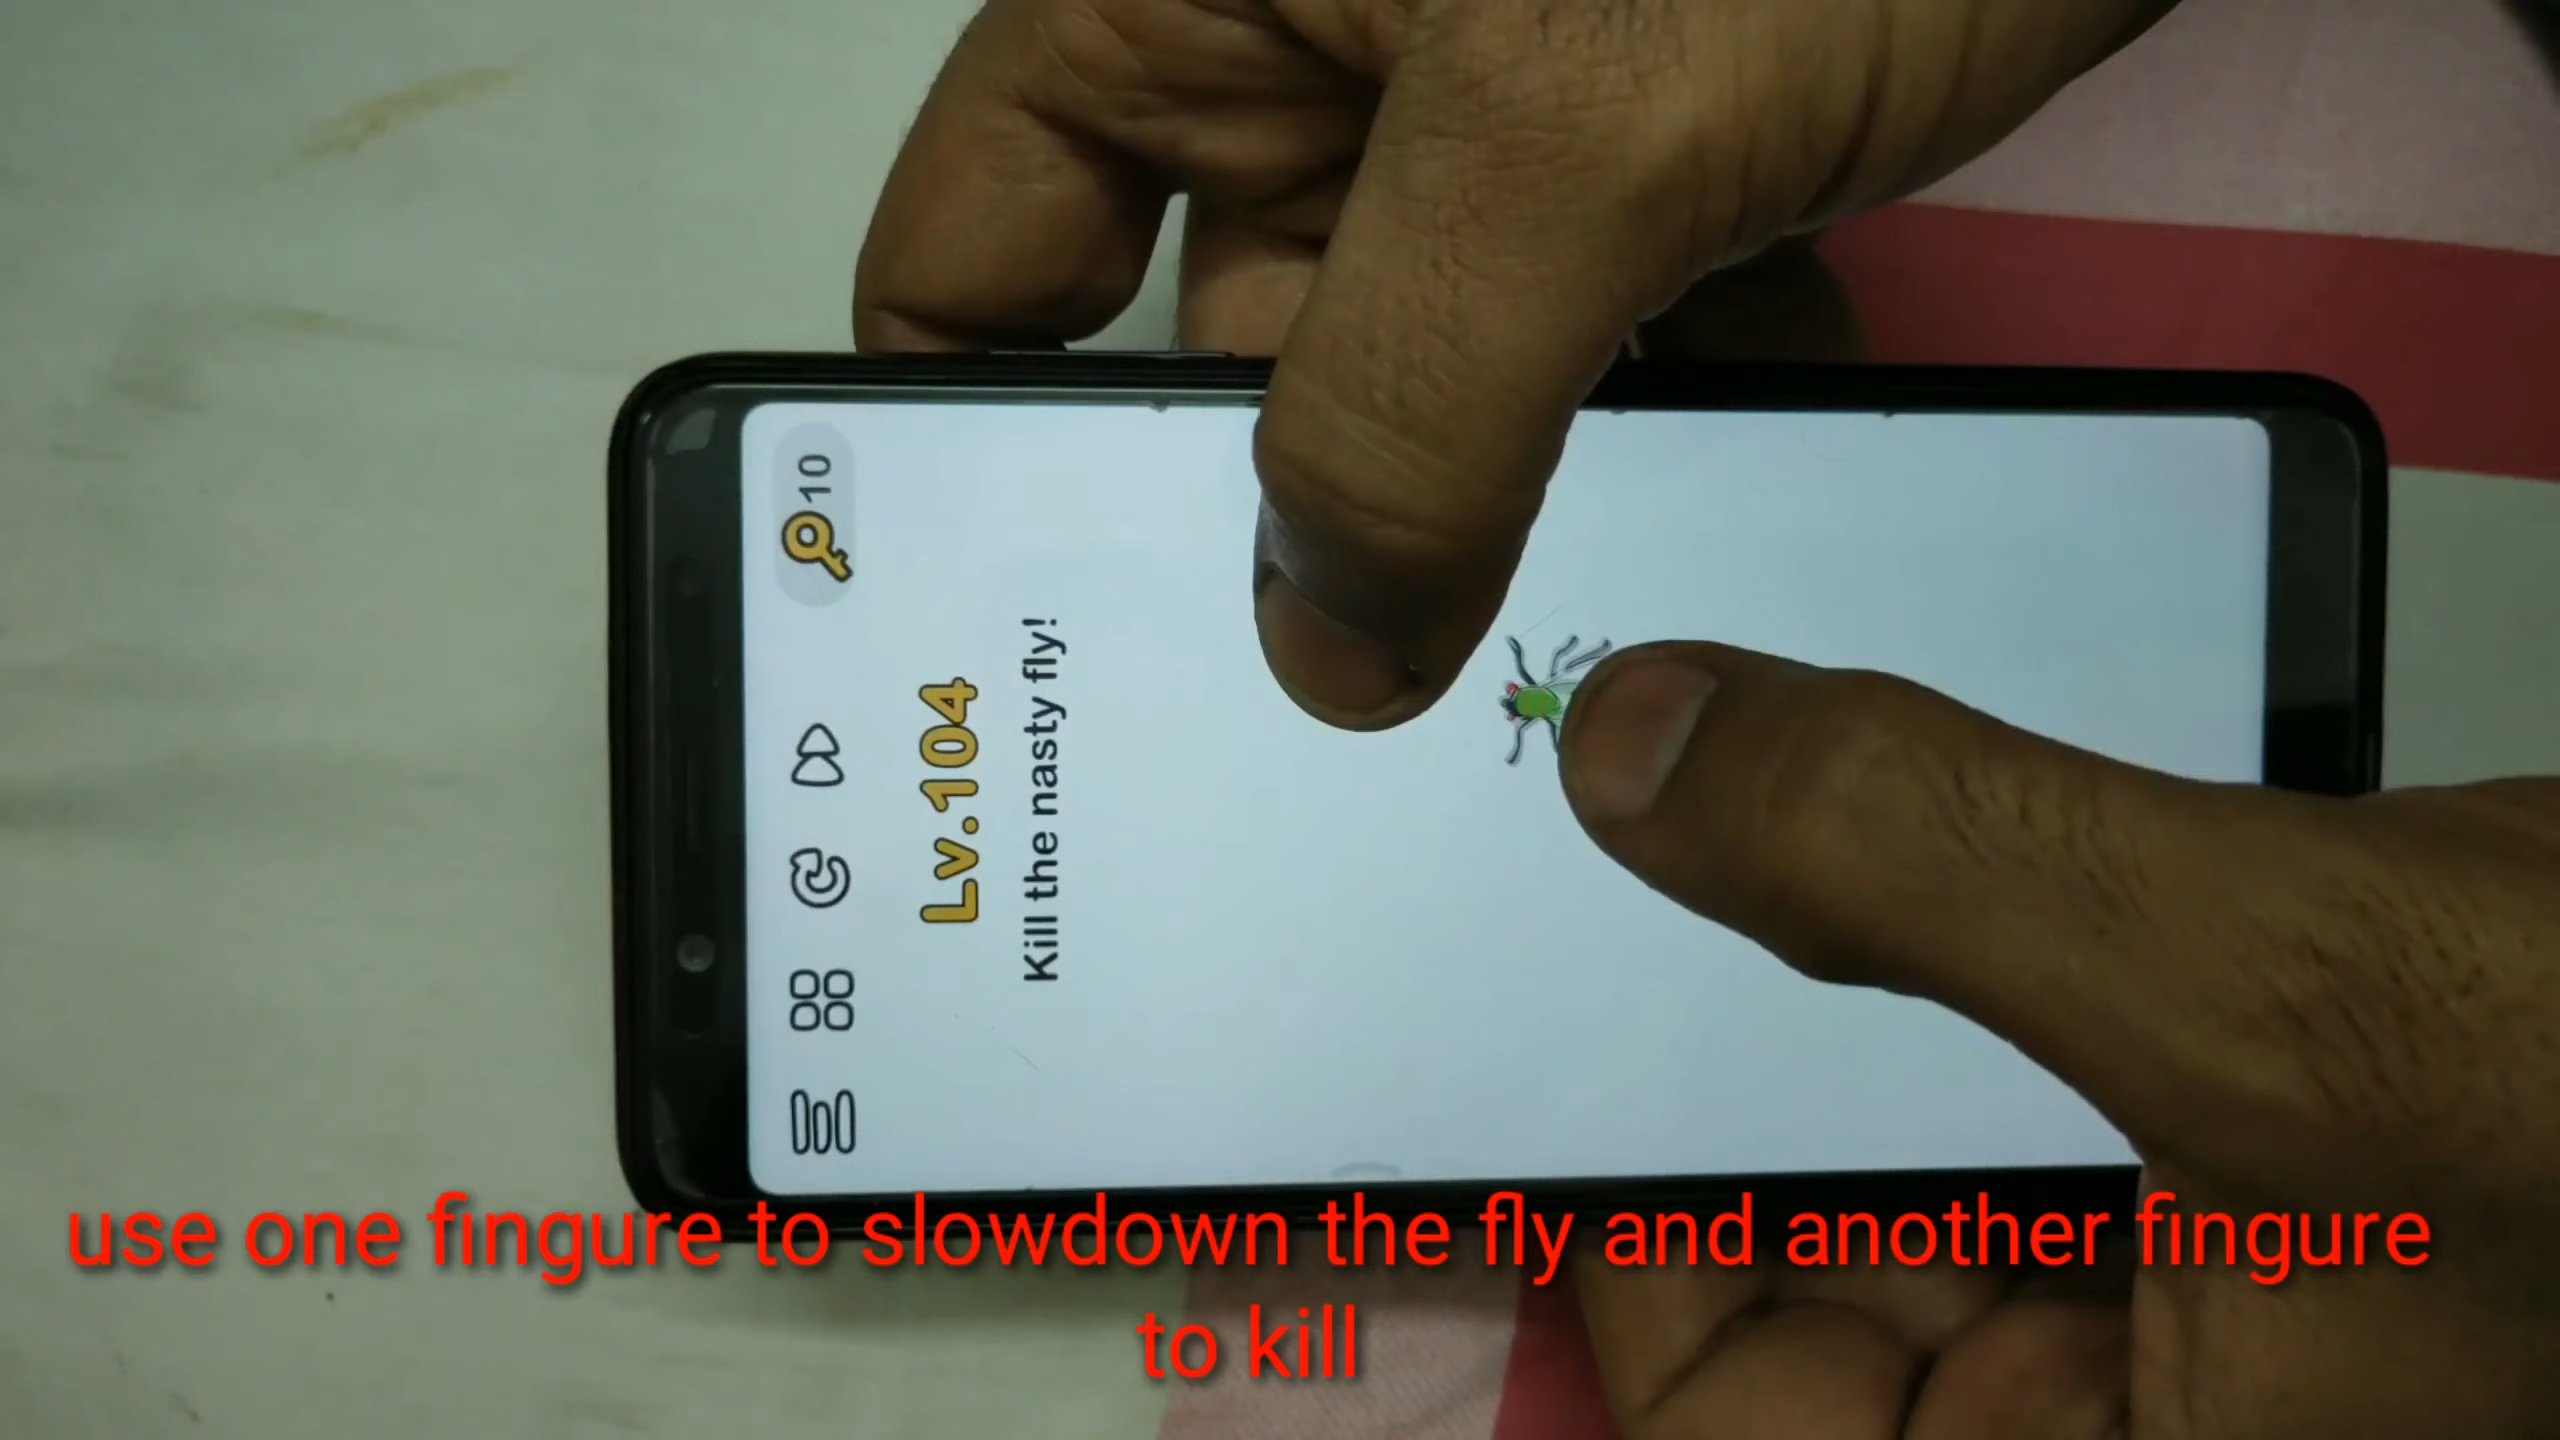 10
Lv.104
Kill the nasty fly!
use one fingure to slowdown the fly and another fingure
to kill